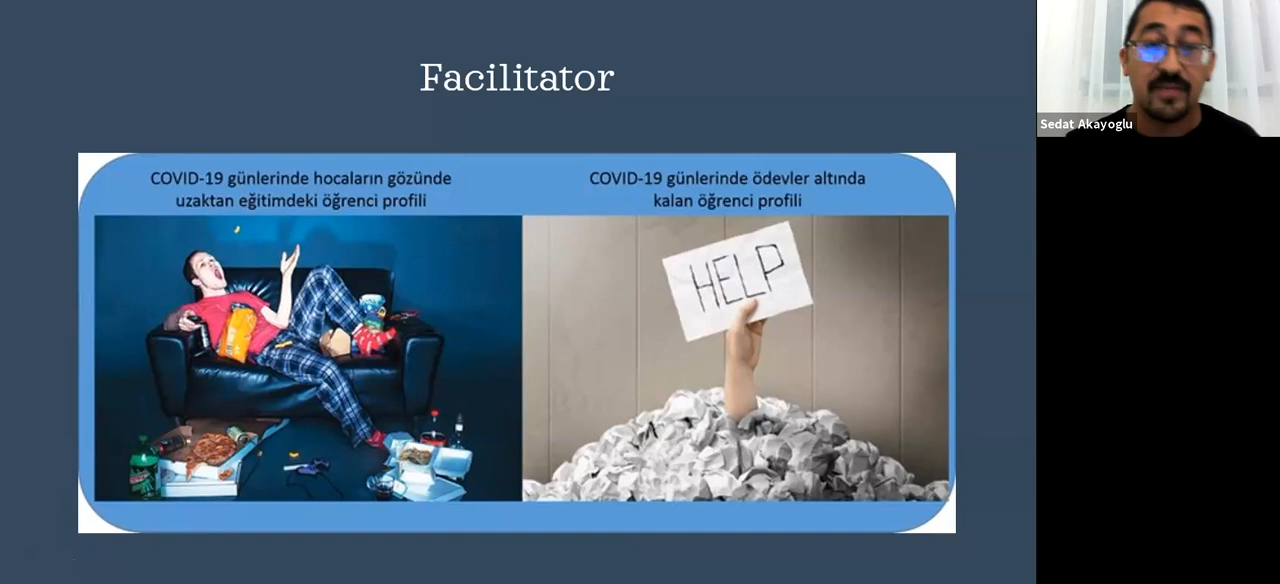 Facilitator
COVID-19 günlerinde hocaların gözünde
uzaktan eğitimdeki öğrenci profili
COVID-19 günlerinde ödevler altında
kalan öğrenci profili
HELP
Sedat Akayoglu